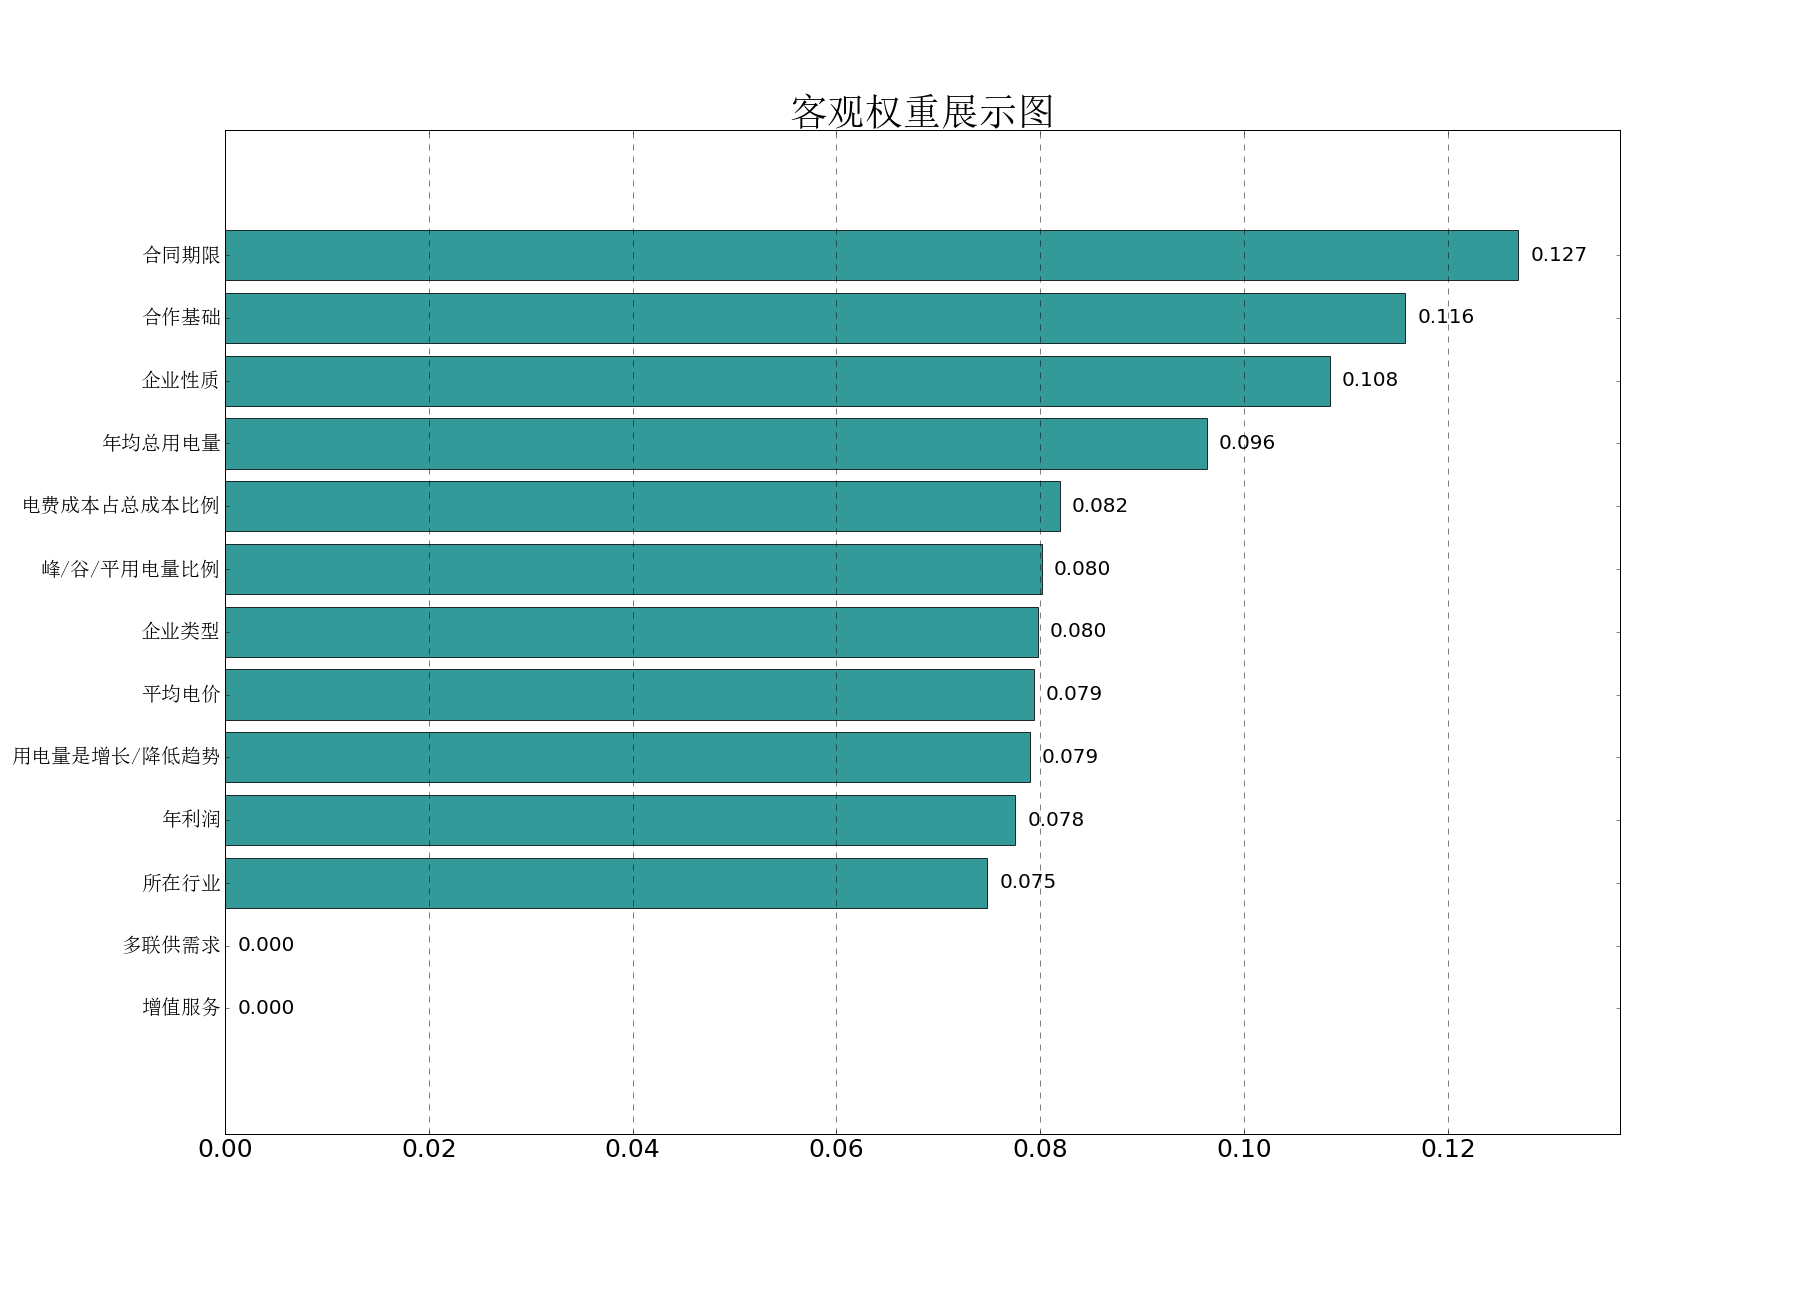 客观权重展示图
合同期限 0.127
合作基础 0.116
企业性质 0.108
年均总用电量 0.096
电费成本占总成本比例 0.082
峰/谷/平用电量比例 0.080
企业类型 0.080
平均电价 0.079
用电量是增长/降低趋势 0.079
年利润 0.078
所在行业 0.075
多联供需求 0.000
增值服务 0.000
0.00 0.02 0.04 0.06 0.08 0.10 0.12